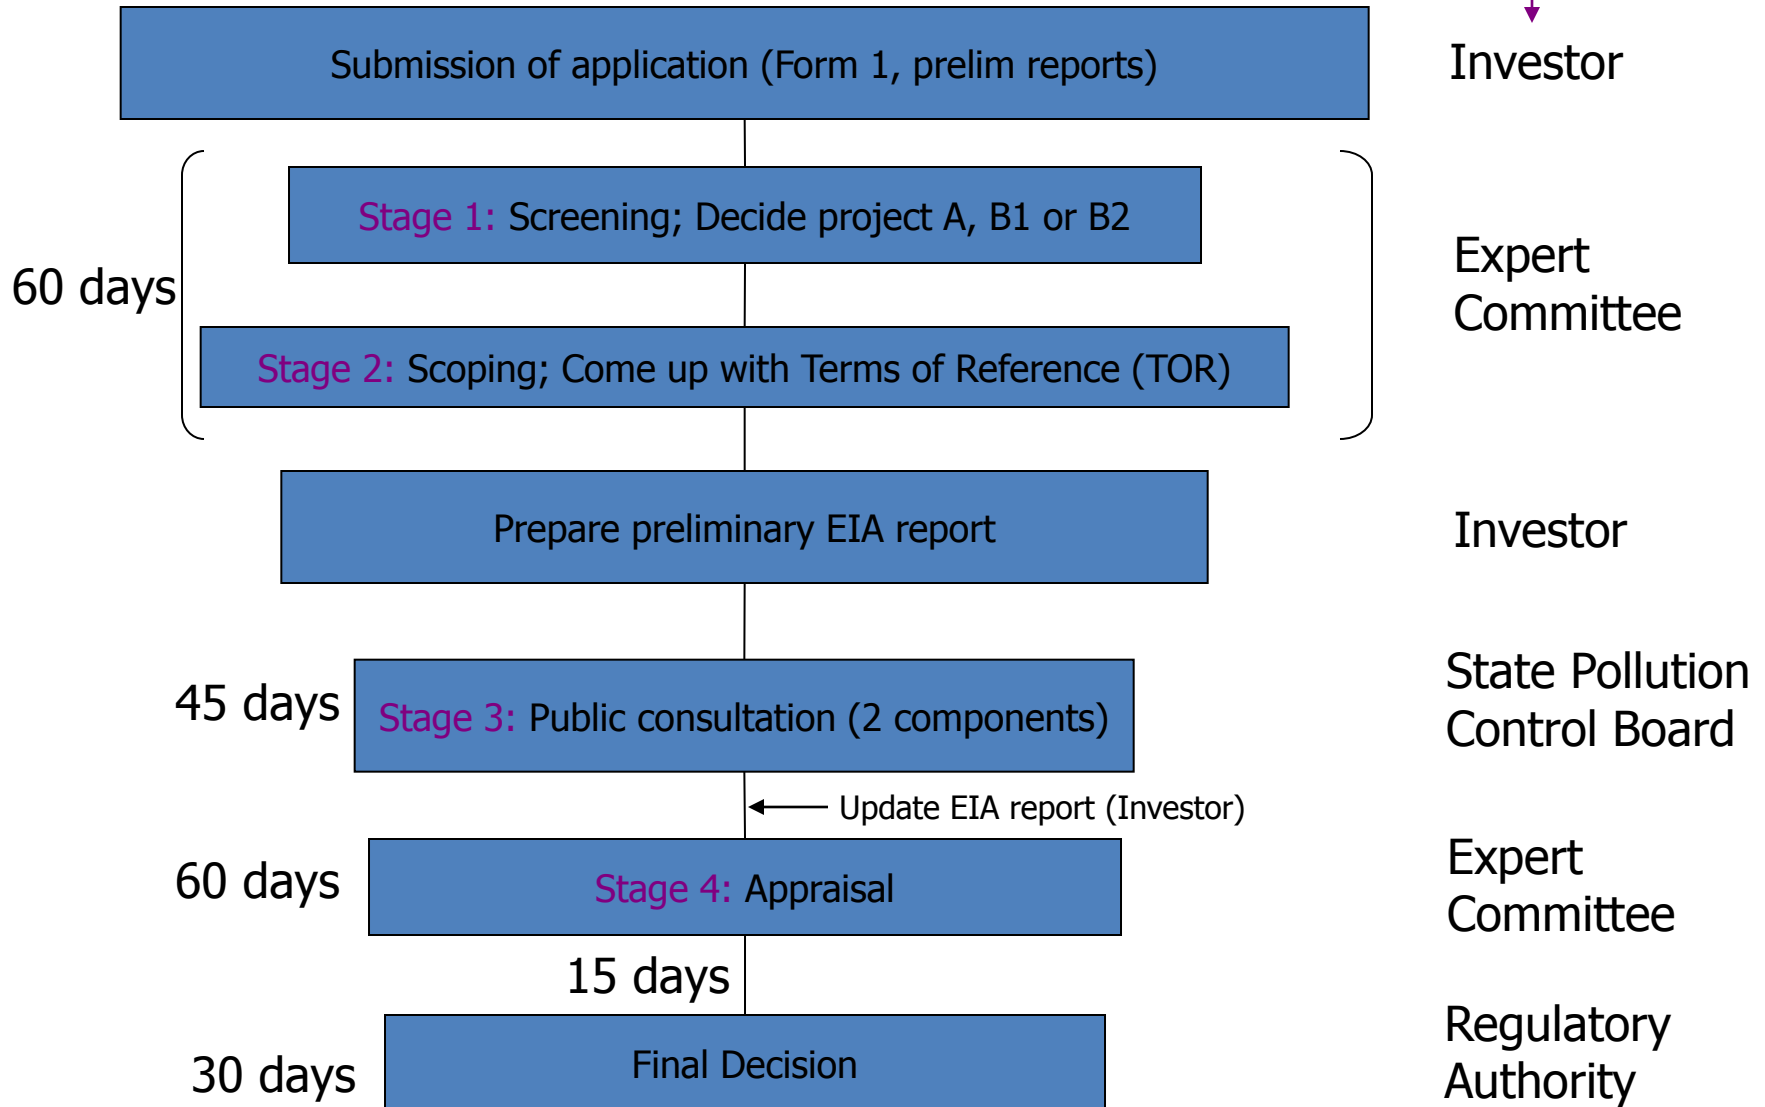 Submission of application (Form 1, prelim reports)
Investor
Stage 1: Screening; Decide project A, B1 or B2
60 days
Expert
Committee
Stage 2: Scoping; Come up with Terms of Reference (TOR)
Prepare preliminary EIA report
Investor
45 days
Stage 3: Public consultation (2 components)
State Pollution
Control Board
Update EIA report (Investor)
60 days
Stage 4: Appraisal
Expert
Committee
15 days
30 days
Final Decision
Regulatory
Authority